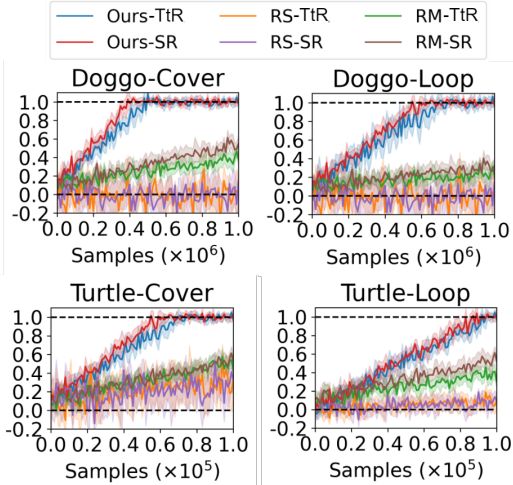 Ours-TtR RS-TtR RM-TtR
Ours-SR RS-SR RM-SR
Doggo-Cover Doggo-Loop
1.0 1.0
0.8 0.8
0.6 0.6
0.4 0.4
0.2 0.2
0.0 0.0
-0.2 -0.2
0.0 0.2 0.4 0.6 0.8 1.0 0.0 0.2 0.4 0.6 0.8 1.0
Samples (×10⁶) Samples (×10⁶)
Turtle-Cover Turtle-Loop
1.0 1.0
0.8 0.8
0.6 0.6
0.4 0.4
0.2 0.2
0.0 0.0
-0.2 -0.2
0.0 0.2 0.4 0.6 0.8 1.0 0.0 0.2 0.4 0.6 0.8 1.0
Samples (×10⁵) Samples (×10⁵)